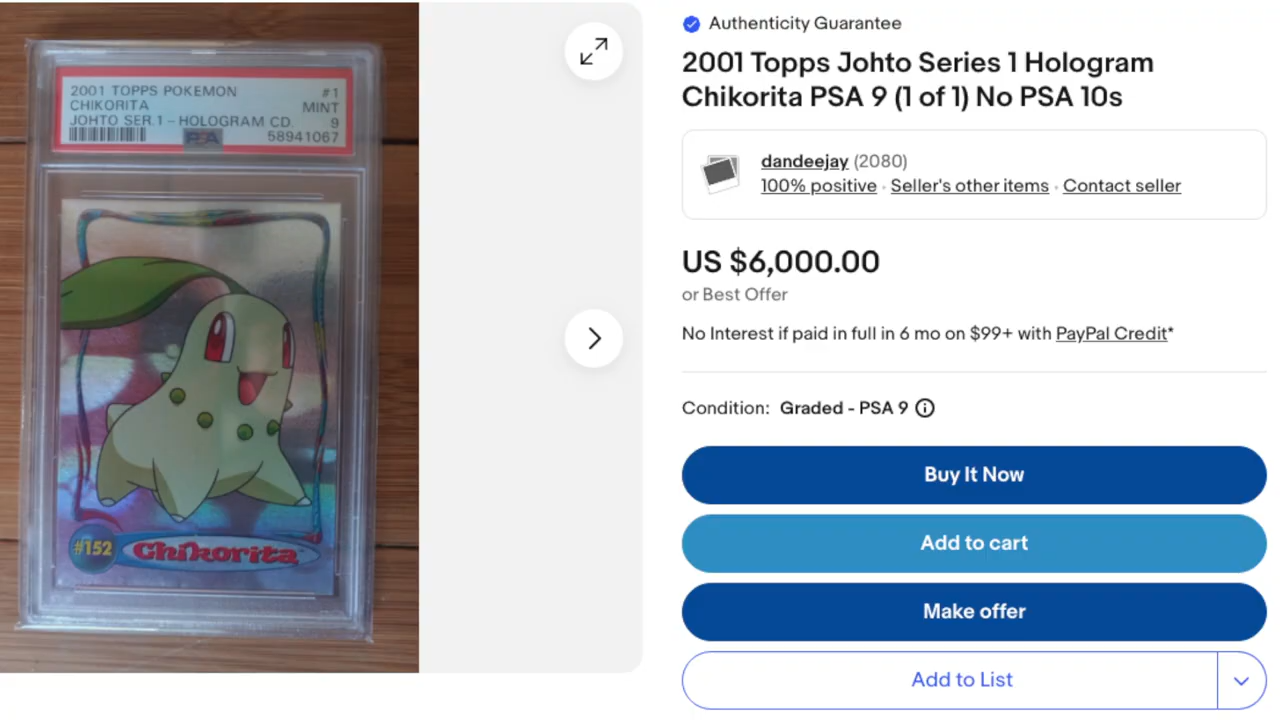 2001 TOPPS POKEMON #1
CHIKORITA MINT
JOHTO SER.1 - HOLOGRAM CD. 9
PSA 58941067
#152 Chikorita
Authenticity Guarantee
2001 Topps Johto Series 1 Hologram
Chikorita PSA 9 (1 of 1) No PSA 10s
dandeejay (2080)
100% positive · Seller's other items · Contact seller
US $6,000.00
or Best Offer
No Interest if paid in full in 6 mo on $99+ with PayPal Credit*
Condition: Graded - PSA 9
Buy It Now
Add to cart
Make offer
Add to List